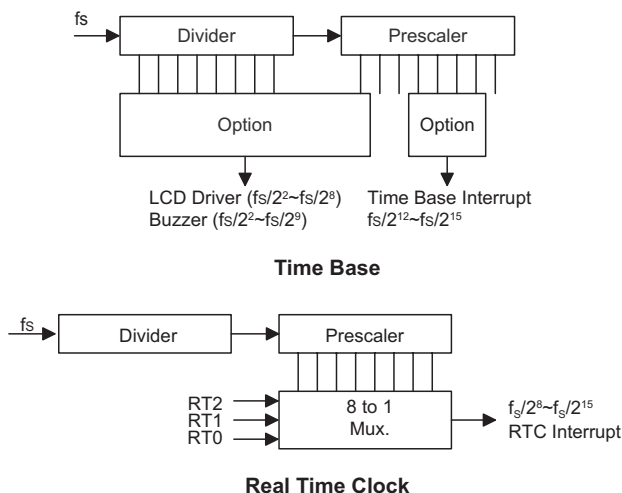 fs
Divider
Prescaler
Option
Option
LCD Driver (fs/2²~fs/2⁸)
Buzzer (fs/2²~fs/2⁹)
Time Base Interrupt
fs/2¹²~fs/2¹⁵
Time Base
fs
Divider
Prescaler
RT2
RT1
RT0
8 to 1
Mux.
fs/2⁸~fs/2¹⁵
RTC Interrupt
Real Time Clock